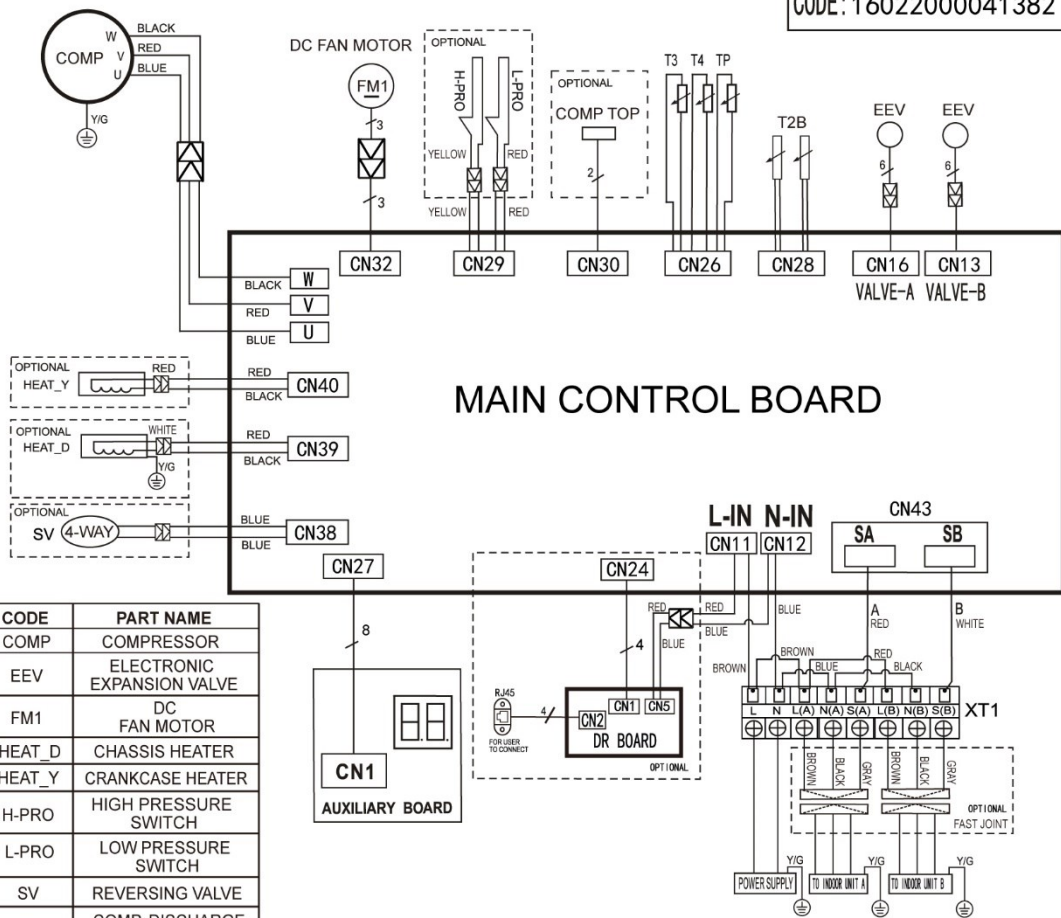 CODE:16022000041382
BLACK
W
RED
COMP
V
BLUE
U
Y/G
DC FAN MOTOR
FM1
3
3
OPTIONAL
H-PRO
L-PRO
YELLOW
RED
YELLOW
RED
OPTIONAL
COMP TOP
2
T3 T4 TP
T2B
EEV
6
EEV
6
CN32
CN29
CN30
CN26
CN28
CN16
CN13
VALVE-A
VALVE-B
BLACK
W
RED
V
BLUE
U
OPTIONAL
HEAT_Y
RED
RED
BLACK
CN40
OPTIONAL
HEAT_D
WHITE
Y/G
RED
BLACK
CN39
OPTIONAL
SV
4-WAY
BLUE
BLUE
CN38
MAIN CONTROL BOARD
CN27
CN24
L-IN N-IN
CN11
CN12
CN43
SA
SB
8
CN1
8.8.
AUXILIARY BOARD
4
RED
BLUE
RED
BLUE
BLUE
RJ45
FOR USER
TO CONNECT
4
CN2
CN1
CN5
DR BOARD
OPTIONAL
A
RED
B
WHITE
BROWN
BROWN
BLUE
RED
BLACK
L N L(A) N(A) S(A) L(B) N(B) S(B)
XT1
BROWN
BLACK
GRAY
BROWN
BLACK
GRAY
OPTIONAL
FAST JOINT
Y/G
Y/G
Y/G
POWER SUPPLY
TO INDOOR UNIT A
TO INDOOR UNIT B
CODE PART NAME
COMP COMPRESSOR
EEV ELECTRONIC
EXPANSION VALVE
FM1 DC
FAN MOTOR
HEAT_D CHASSIS HEATER
HEAT_Y CRANKCASE HEATER
H-PRO HIGH PRESSURE
SWITCH
L-PRO LOW PRESSURE
SWITCH
SV REVERSING VALVE
COMP. DISCHARGE